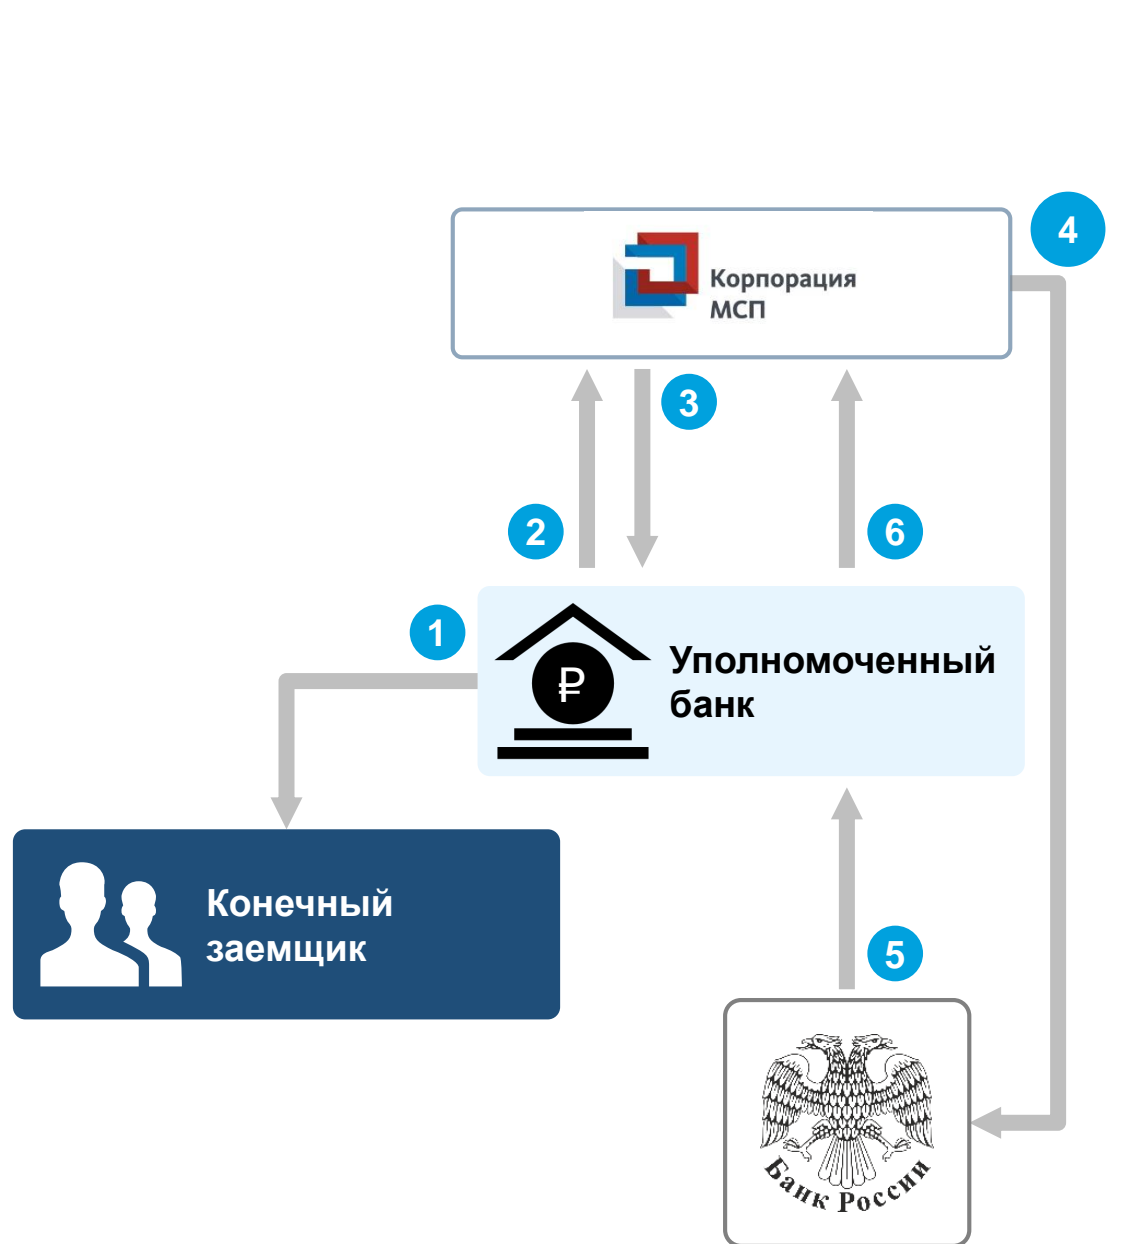 4
Корпорация
МСП
3
2
6
1
₽
Уполномоченный
банк
Конечный
заемщик
5
Банк России